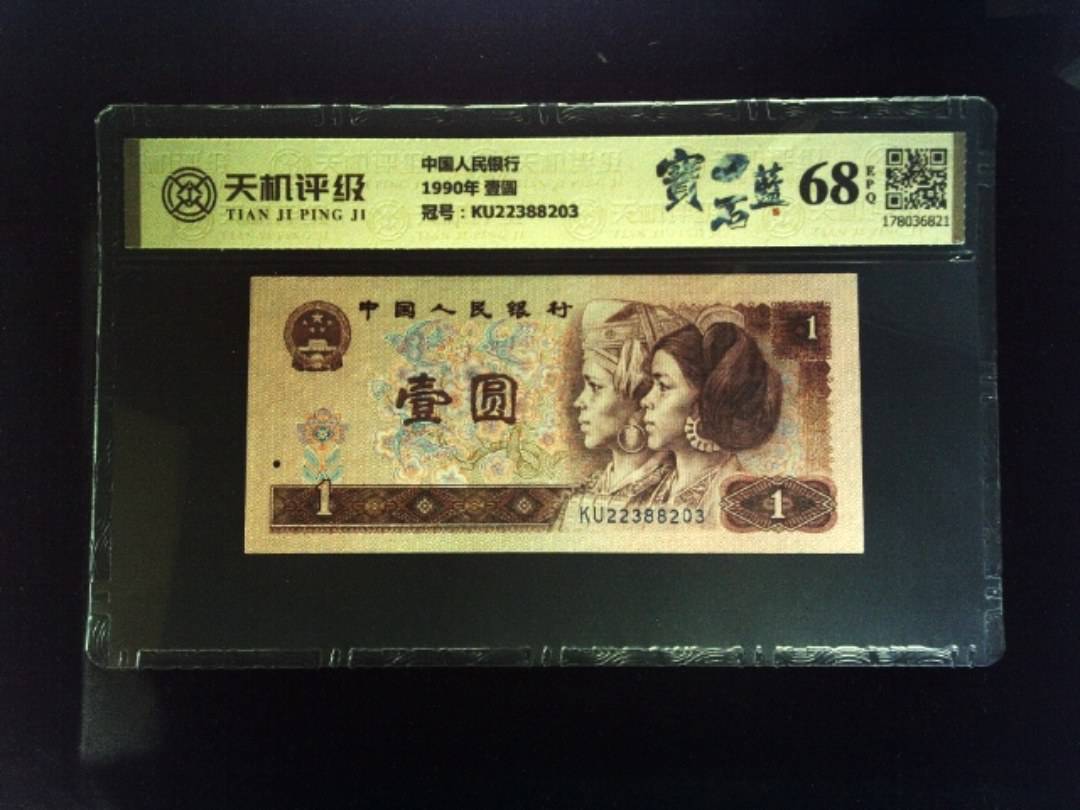 天机评级
TIAN JI PING JI
中国人民银行
1990年 壹圆
冠号：KU22388203
寶石藍
68
EPQ
178036821
中国人民银行
1
壹圆
1
KU22388203
1